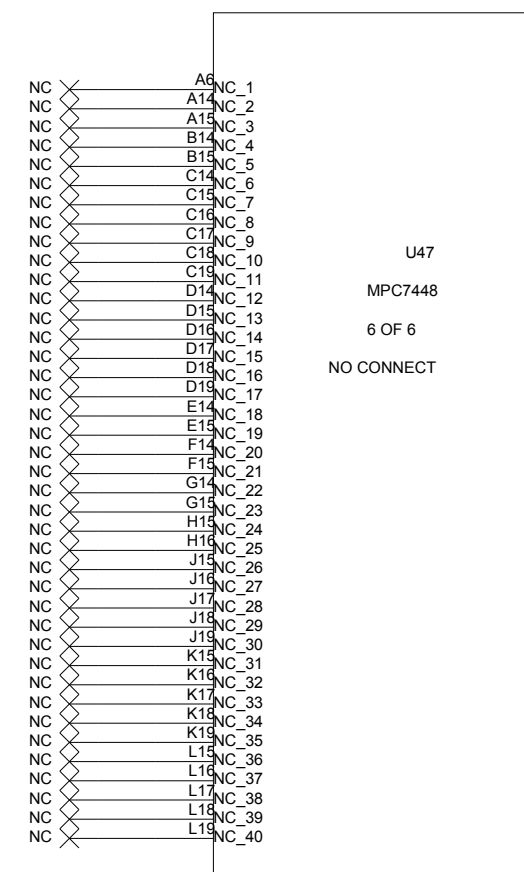 NC A6 NC_1
NC A14 NC_2
NC A15 NC_3
NC B14 NC_4
NC B15 NC_5
NC C14 NC_6
NC C15 NC_7
NC C16 NC_8
NC C17 NC_9
NC C18 NC_10
NC C19 NC_11
NC D14 NC_12
NC D15 NC_13
NC D16 NC_14
NC D17 NC_15
NC D18 NC_16
NC D19 NC_17
NC E14 NC_18
NC E15 NC_19
NC F14 NC_20
NC F15 NC_21
NC G14 NC_22
NC G15 NC_23
NC H15 NC_24
NC H16 NC_25
NC J15 NC_26
NC J16 NC_27
NC J17 NC_28
NC J18 NC_29
NC J19 NC_30
NC K15 NC_31
NC K16 NC_32
NC K17 NC_33
NC K18 NC_34
NC K19 NC_35
NC L15 NC_36
NC L16 NC_37
NC L17 NC_38
NC L18 NC_39
NC L19 NC_40
U47
MPC7448
6 OF 6
NO CONNECT